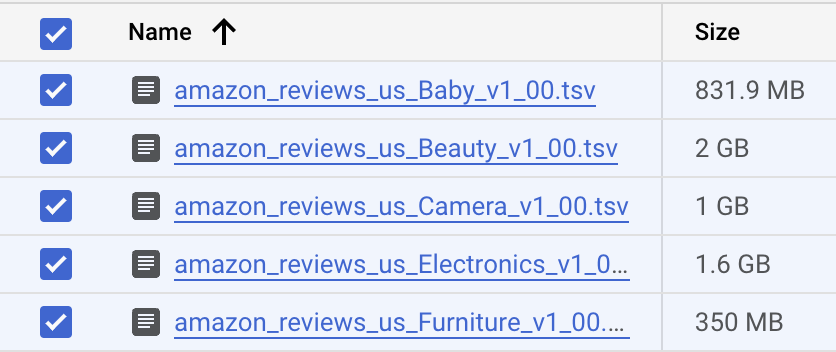 Name Size
amazon_reviews_us_Baby_v1_00.tsv 831.9 MB
amazon_reviews_us_Beauty_v1_00.tsv 2 GB
amazon_reviews_us_Camera_v1_00.tsv 1 GB
amazon_reviews_us_Electronics_v1_0... 1.6 GB
amazon_reviews_us_Furniture_v1_00.... 350 MB